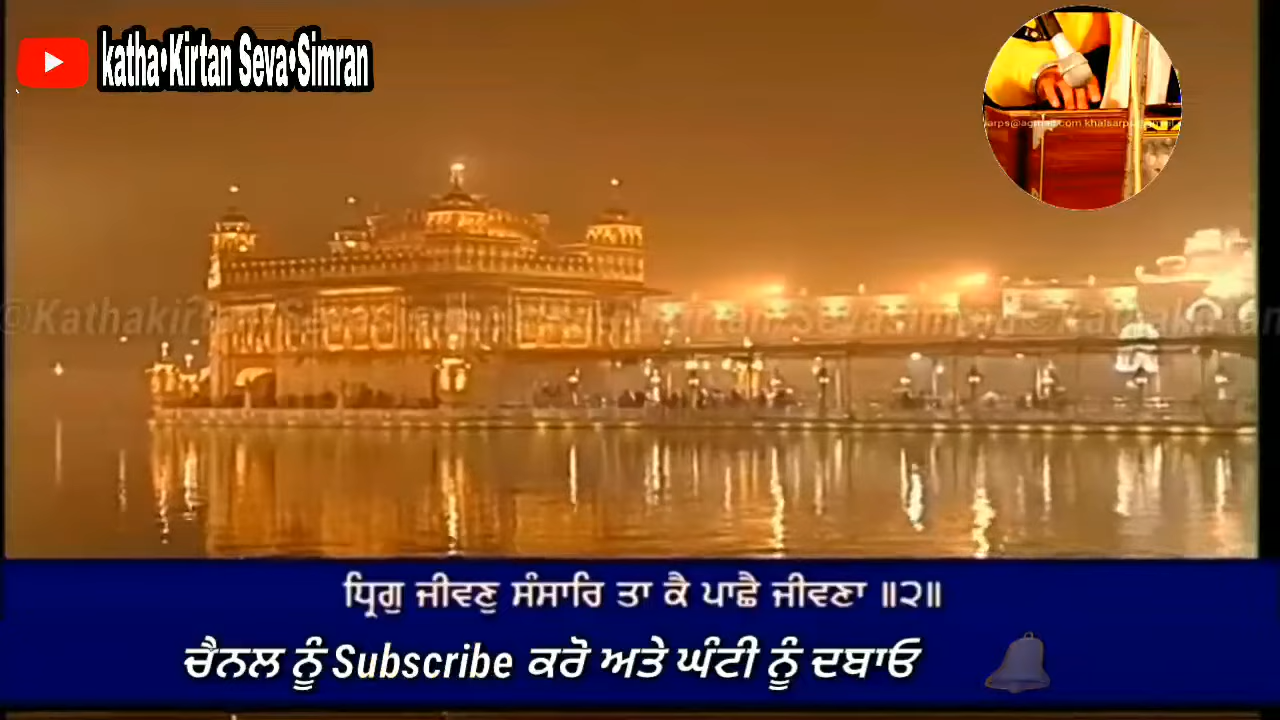 katha•Kirtan Seva•Simran
ਧ੍ਰਿਗੁ ਜੀਵਣੁ ਸੰਸਾਰਿ ਤਾ ਕੈ ਪਾਛੈ ਜੀਵਣਾ ॥੨॥
ਚੈਨਲ ਨੂੰ Subscribe ਕਰੋ ਅਤੇ ਘੰਟੀ ਨੂੰ ਦਬਾਓ